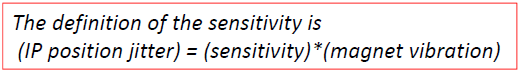 The definition of the sensitivity is
(IP position jitter) = (sensitivity)*(magnet vibration)